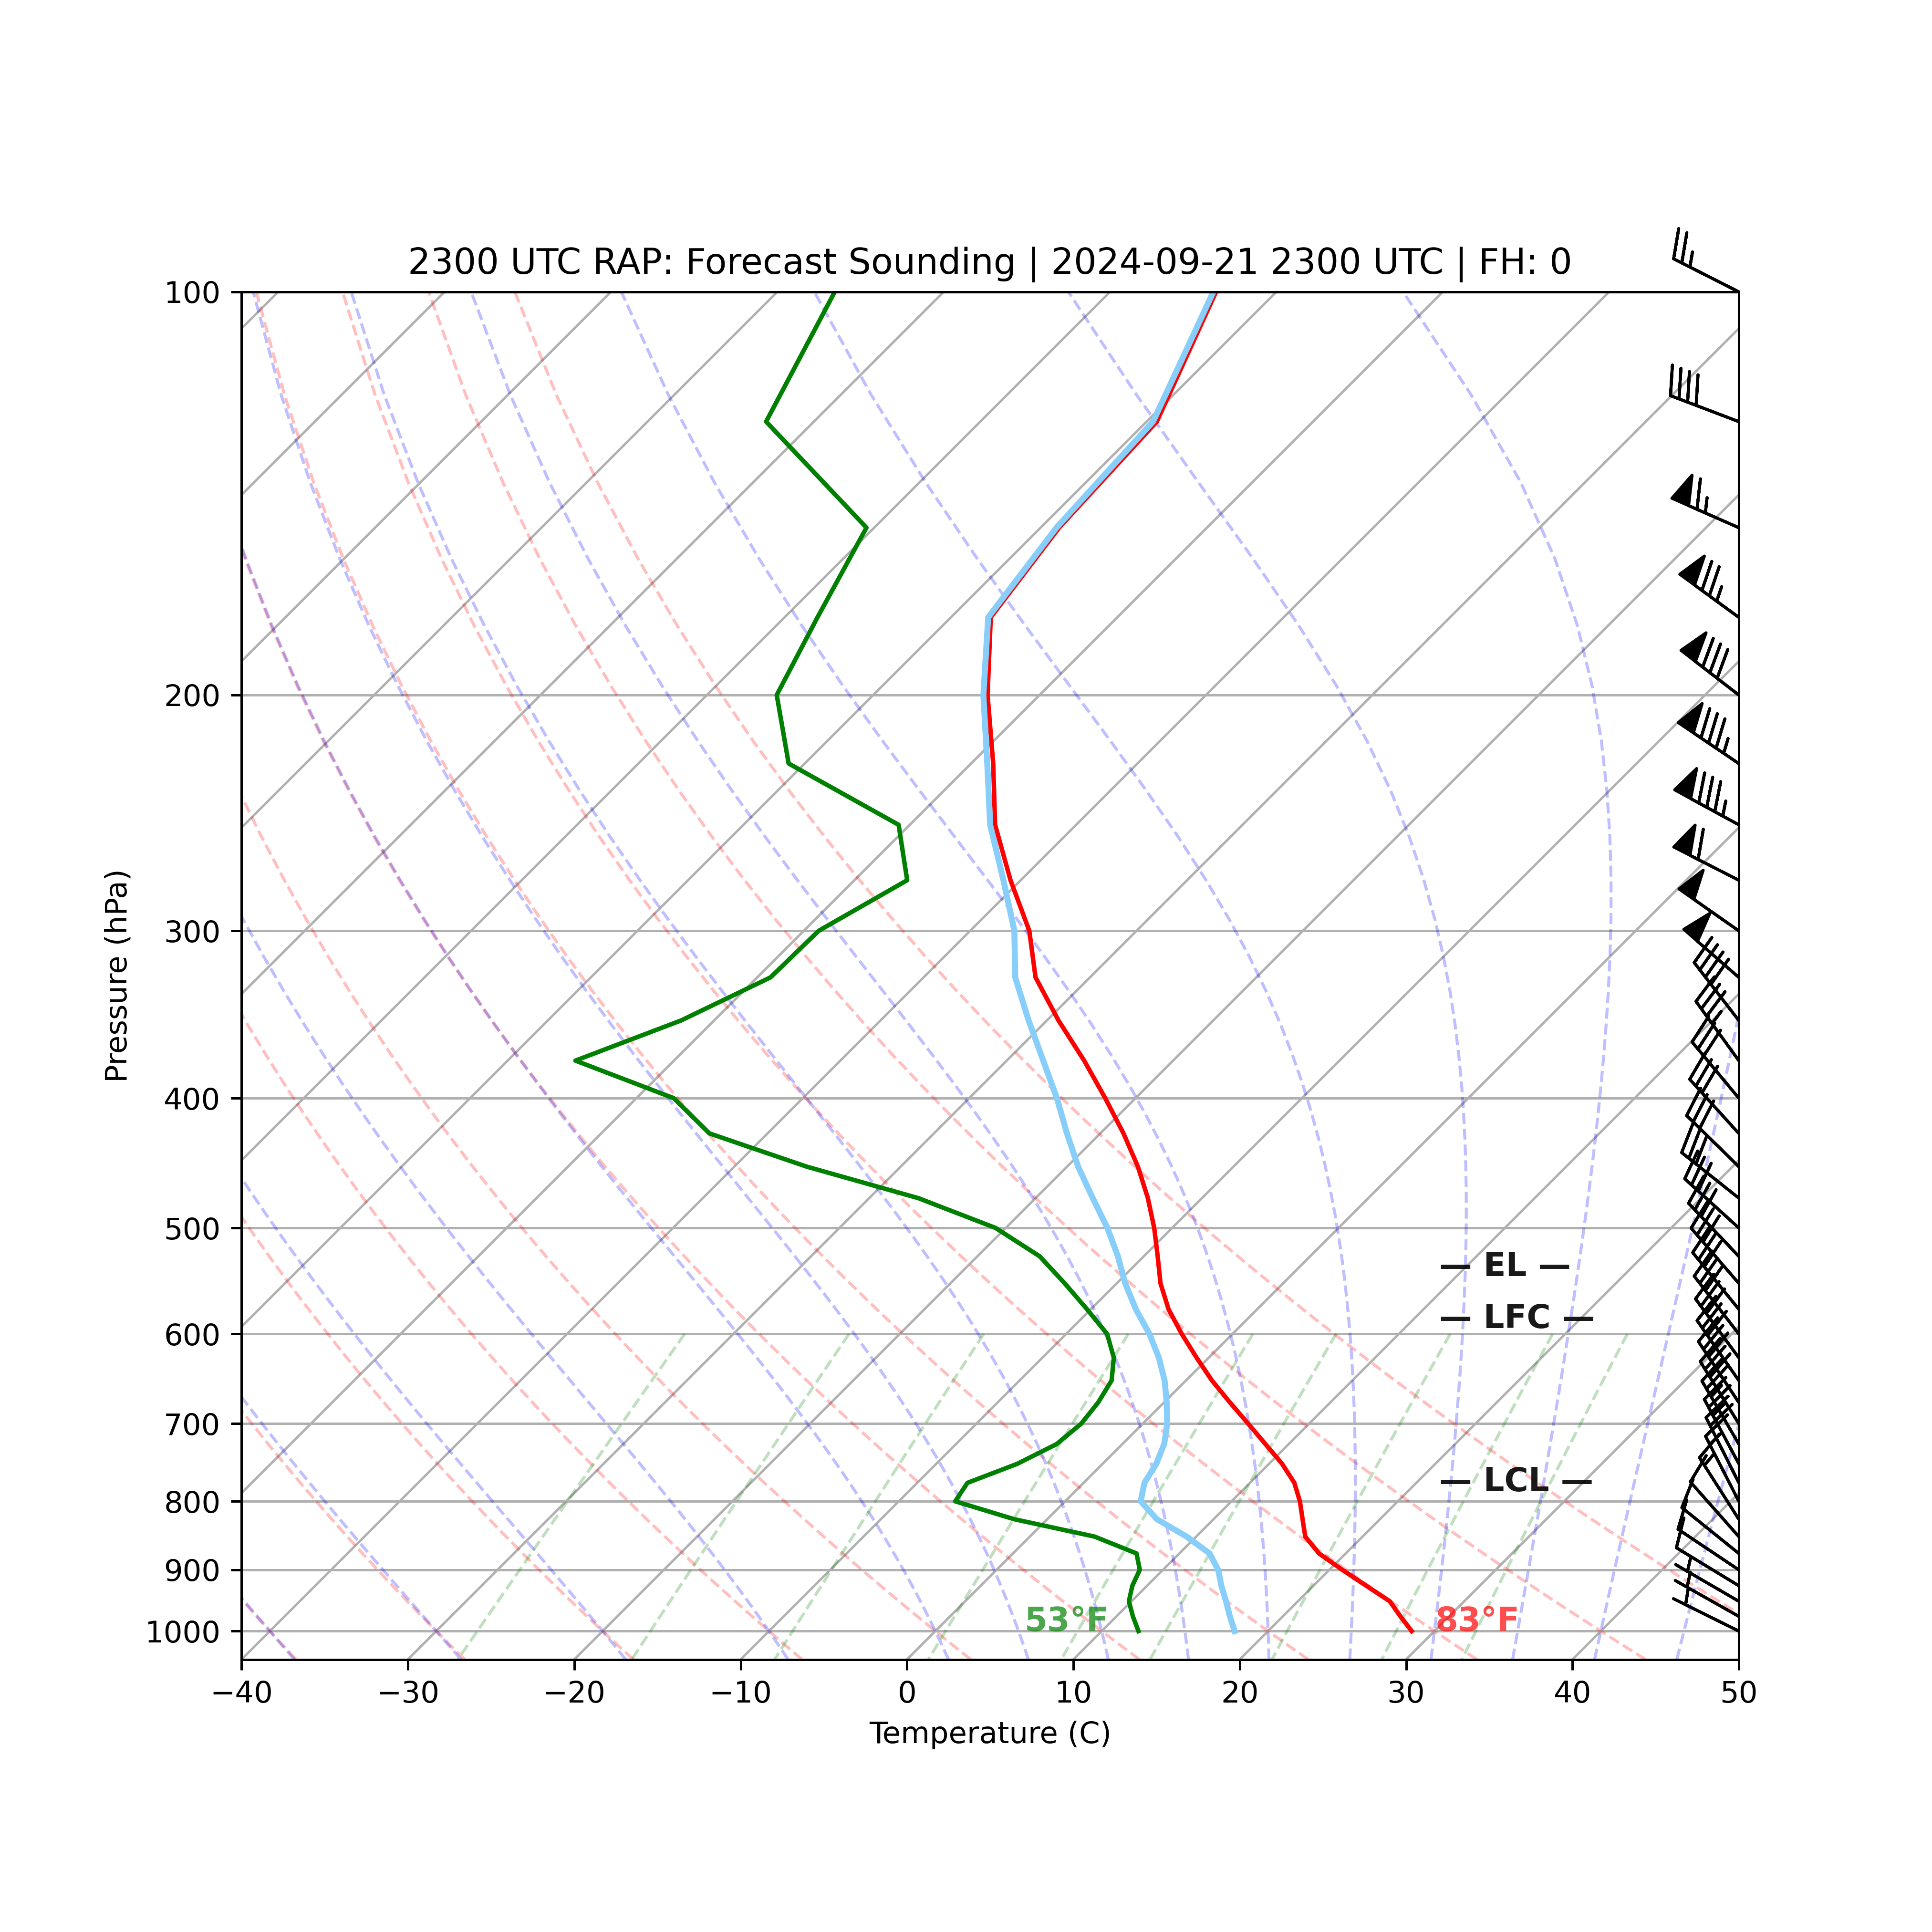 2300 UTC RAP: Forecast Sounding | 2024-09-21 2300 UTC | FH: 0
100
200
300
400
500
600
700
800
900
1000
Pressure (hPa)
— EL —
— LFC —
— LCL —
53°F
83°F
−40
−30
−20
−10
0
10
20
30
40
50
Temperature (C)